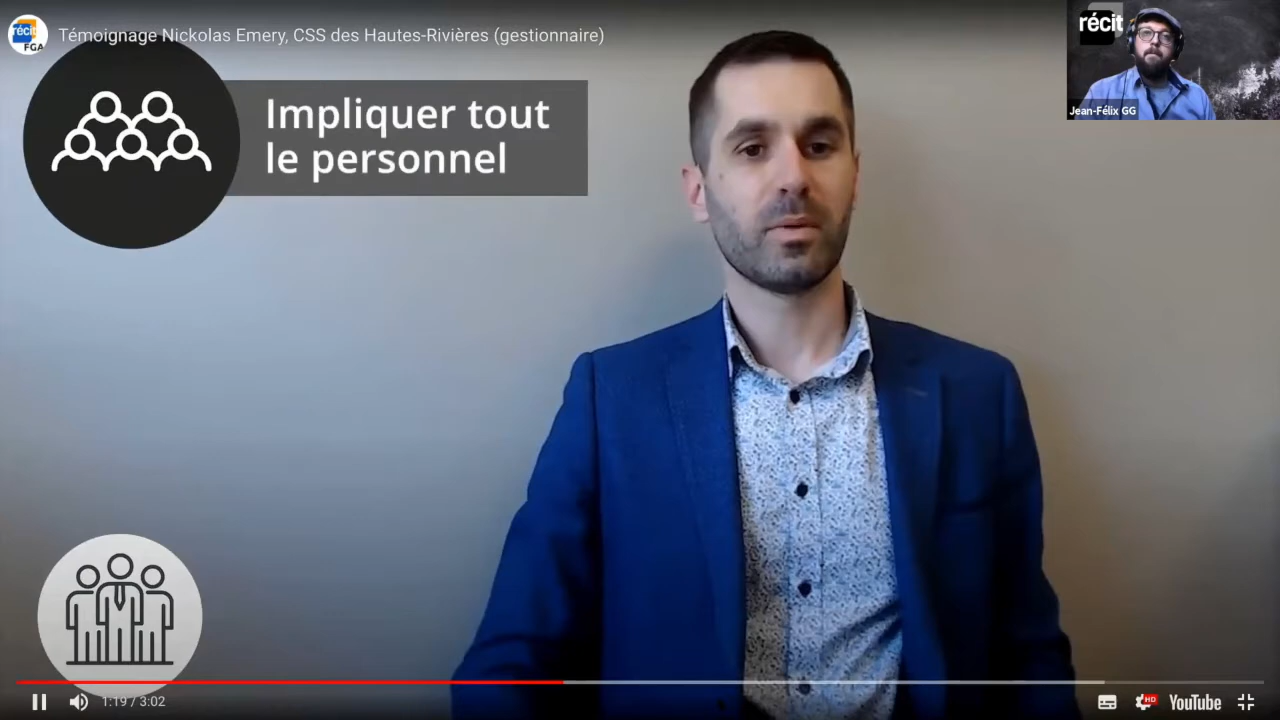 récit
FGA
Témoignage Nickolas Emery, CSS des Hautes-Rivières (gestionnaire)
récit
Jean-Félix GG
Impliquer tout
le personnel
1:19 / 3:02
HD
YouTube